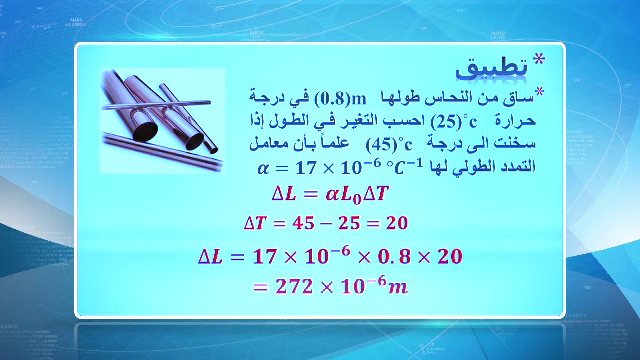 * تطبيق
* ساق من النحاس طولها (0.8)m في درجة
حرارة (25)°c احسب التغير في الطول إذا
سخنت الى درجة (45)°c علماً بأن معامل
التمدد الطولي لها α = 17 × 10⁻⁶ °C⁻¹
ΔL = αL₀ΔT
ΔT = 45 − 25 = 20
ΔL = 17 × 10⁻⁶ × 0.8 × 20
= 272 × 10⁻⁶ m